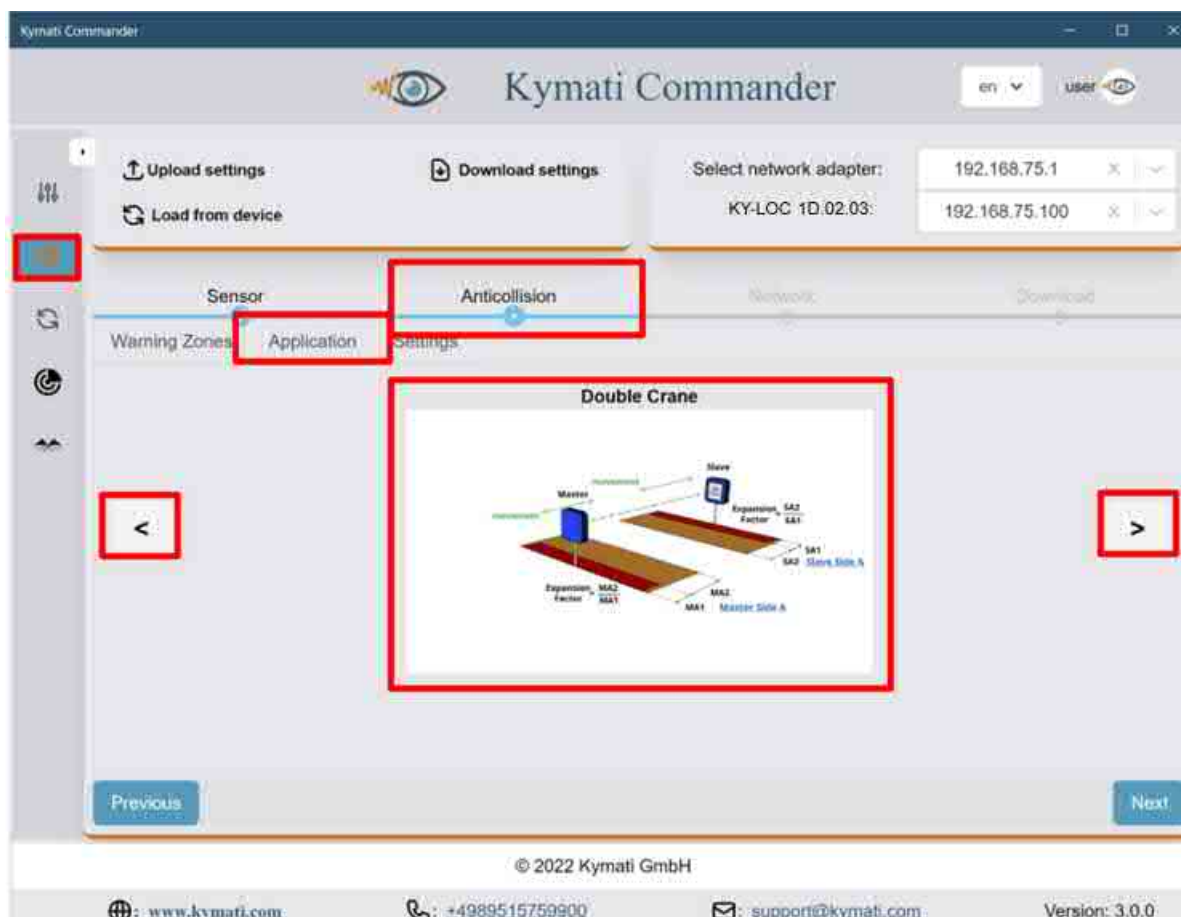 Kymati Commander
Kymati Commander
en
user
Upload settings
Download settings
Load from device
Select network adapter:
192.168.75.1
KY-LOC 1D.02.03:
192.168.75.100
Sensor
Anticollision
Network
Download
Warning Zones
Application
Settings
Double Crane
Slave
movement
Master
movement
Expansion Factor = SA2 / SA1
SA1
SA2 Slave Side A
Expansion Factor = MA2 / MA1
MA2
MA1 Master Side A
<
>
Previous
Next
© 2022 Kymati GmbH
: www.kymati.com
: +4989515759900
: support@kymati.com
Version: 3.0.0